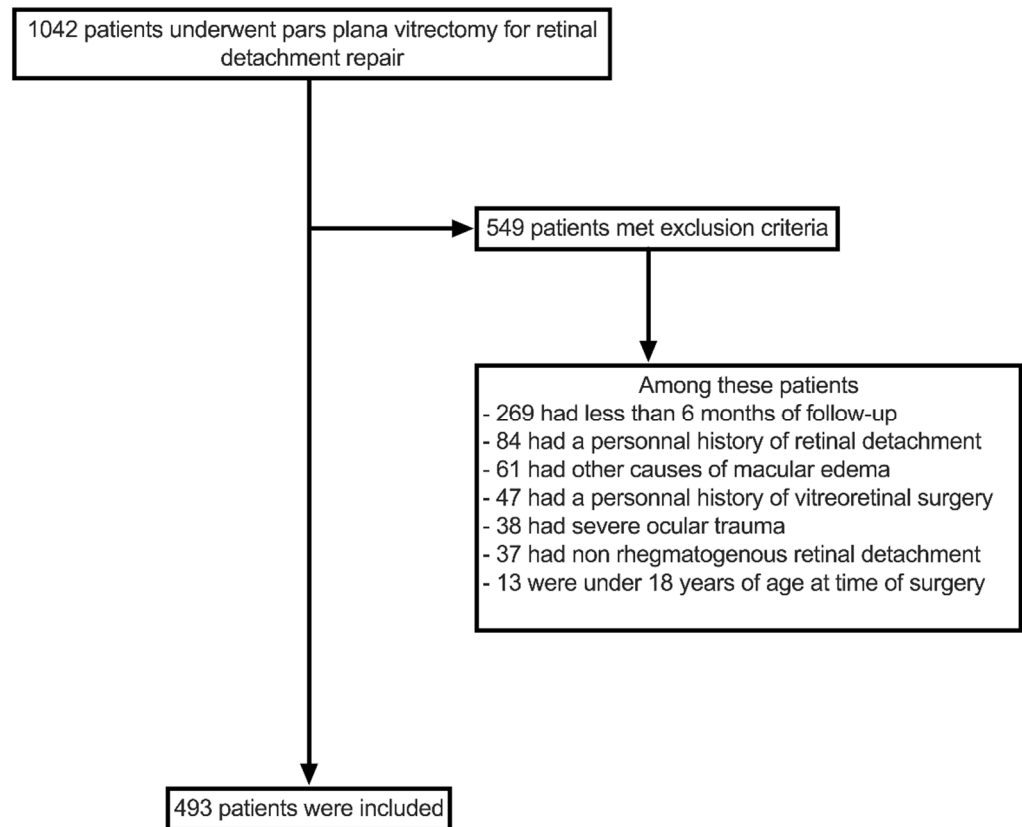 1042 patients underwent pars plana vitrectomy for retinal
detachment repair
549 patients met exclusion criteria
Among these patients
- 269 had less than 6 months of follow-up
- 84 had a personnal history of retinal detachment
- 61 had other causes of macular edema
- 47 had a personnal history of vitreoretinal surgery
- 38 had severe ocular trauma
- 37 had non rhegmatogenous retinal detachment
- 13 were under 18 years of age at time of surgery
493 patients were included